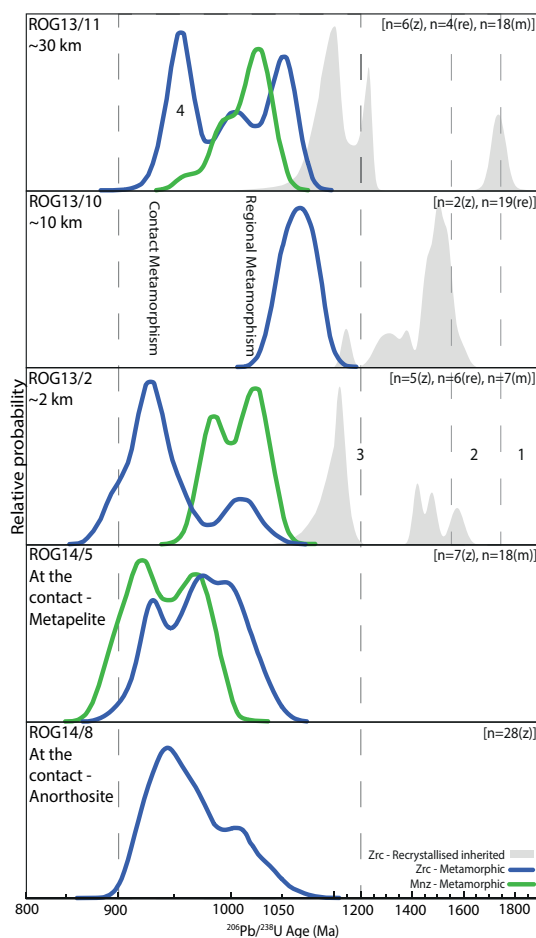 ROG13/11
[n=6(z), n=4(re), n=18(m)]
~30 km
4
ROG13/10
[n=2(z), n=19(re)]
~10 km
Contact Metamorphism
Regional Metamorphism
ROG13/2
[n=5(z), n=6(re), n=7(m)]
~2 km
3
2
1
Relative probability
ROG14/5
[n=7(z), n=18(m)]
At the
contact -
Metapelite
ROG14/8
[n=28(z)]
At the
contact -
Anorthosite
Zrc - Recrystallised inherited
Zrc - Metamorphic
Mnz - Metamorphic
800 900 1000 1050 1200 1400 1600 1800
²⁰⁶Pb/²³⁸U Age (Ma)